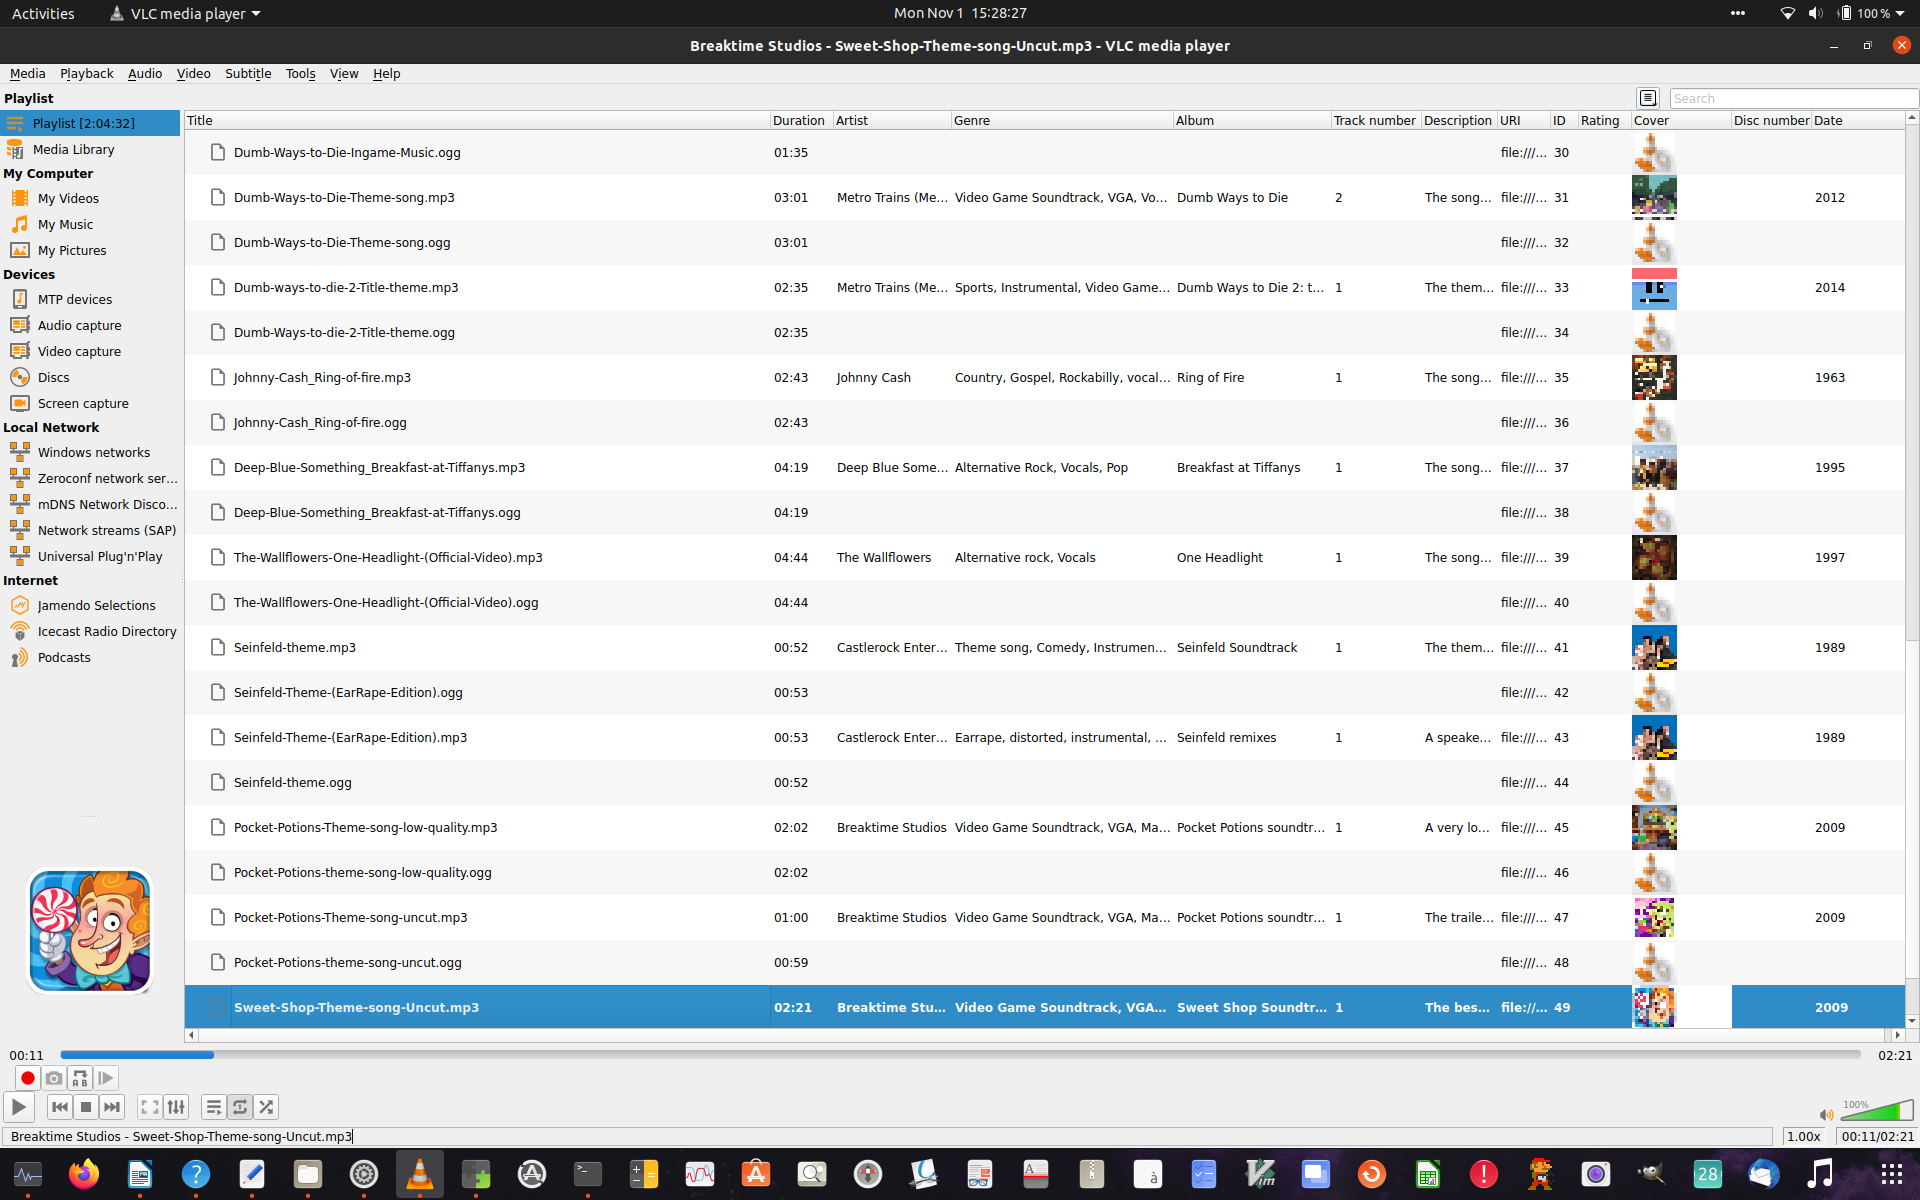 Activities VLC media player Mon Nov 1 15:28:27 100 %
Breaktime Studios - Sweet-Shop-Theme-song-Uncut.mp3 - VLC media player
Media Playback Audio Video Subtitle Tools View Help
Playlist
Search
Playlist [2:04:32]
Media Library
My Computer
My Videos
My Music
My Pictures
Devices
MTP devices
Audio capture
Video capture
Discs
Screen capture
Local Network
Windows networks
Zeroconf network ser...
mDNS Network Disco...
Network streams (SAP)
Universal Plug'n'Play
Internet
Jamendo Selections
Icecast Radio Directory
Podcasts
Title Duration Artist Genre Album Track number Description URI ID Rating Cover Disc number Date
Dumb-Ways-to-Die-Ingame-Music.ogg 01:35 file:///... 30
Dumb-Ways-to-Die-Theme-song.mp3 03:01 Metro Trains (Me... Video Game Soundtrack, VGA, Vo... Dumb Ways to Die 2 The song... file:///... 31 2012
Dumb-Ways-to-Die-Theme-song.ogg 03:01 file:///... 32
Dumb-ways-to-die-2-Title-theme.mp3 02:35 Metro Trains (Me... Sports, Instrumental, Video Game... Dumb Ways to Die 2: t... 1 The them... file:///... 33 2014
Dumb-Ways-to-die-2-Title-theme.ogg 02:35 file:///... 34
Johnny-Cash_Ring-of-fire.mp3 02:43 Johnny Cash Country, Gospel, Rockabilly, vocal... Ring of Fire 1 The song... file:///... 35 1963
Johnny-Cash_Ring-of-fire.ogg 02:43 file:///... 36
Deep-Blue-Something_Breakfast-at-Tiffanys.mp3 04:19 Deep Blue Some... Alternative Rock, Vocals, Pop Breakfast at Tiffanys 1 The song... file:///... 37 1995
Deep-Blue-Something_Breakfast-at-Tiffanys.ogg 04:19 file:///... 38
The-Wallflowers-One-Headlight-(Official-Video).mp3 04:44 The Wallflowers Alternative rock, Vocals One Headlight 1 The song... file:///... 39 1997
The-Wallflowers-One-Headlight-(Official-Video).ogg 04:44 file:///... 40
Seinfeld-theme.mp3 00:52 Castlerock Enter... Theme song, Comedy, Instrumen... Seinfeld Soundtrack 1 The them... file:///... 41 1989
Seinfeld-Theme-(EarRape-Edition).ogg 00:53 file:///... 42
Seinfeld-Theme-(EarRape-Edition).mp3 00:53 Castlerock Enter... Earrape, distorted, instrumental, ... Seinfeld remixes 1 A speake... file:///... 43 1989
Seinfeld-theme.ogg 00:52 file:///... 44
Pocket-Potions-Theme-song-low-quality.mp3 02:02 Breaktime Studios Video Game Soundtrack, VGA, Ma... Pocket Potions soundtr... 1 A very lo... file:///... 45 2009
Pocket-Potions-theme-song-low-quality.ogg 02:02 file:///... 46
Pocket-Potions-Theme-song-uncut.mp3 01:00 Breaktime Studios Video Game Soundtrack, VGA, Ma... Pocket Potions soundtr... 1 The traile... file:///... 47 2009
Pocket-Potions-theme-song-uncut.ogg 00:59 file:///... 48
Sweet-Shop-Theme-song-Uncut.mp3 02:21 Breaktime Stu... Video Game Soundtrack, VGA... Sweet Shop Soundtr... 1 The bes... file://... 49 2009
00:11 02:21
A B
100%
Breaktime Studios - Sweet-Shop-Theme-song-Uncut.mp3 1.00x 00:11/02:21
28